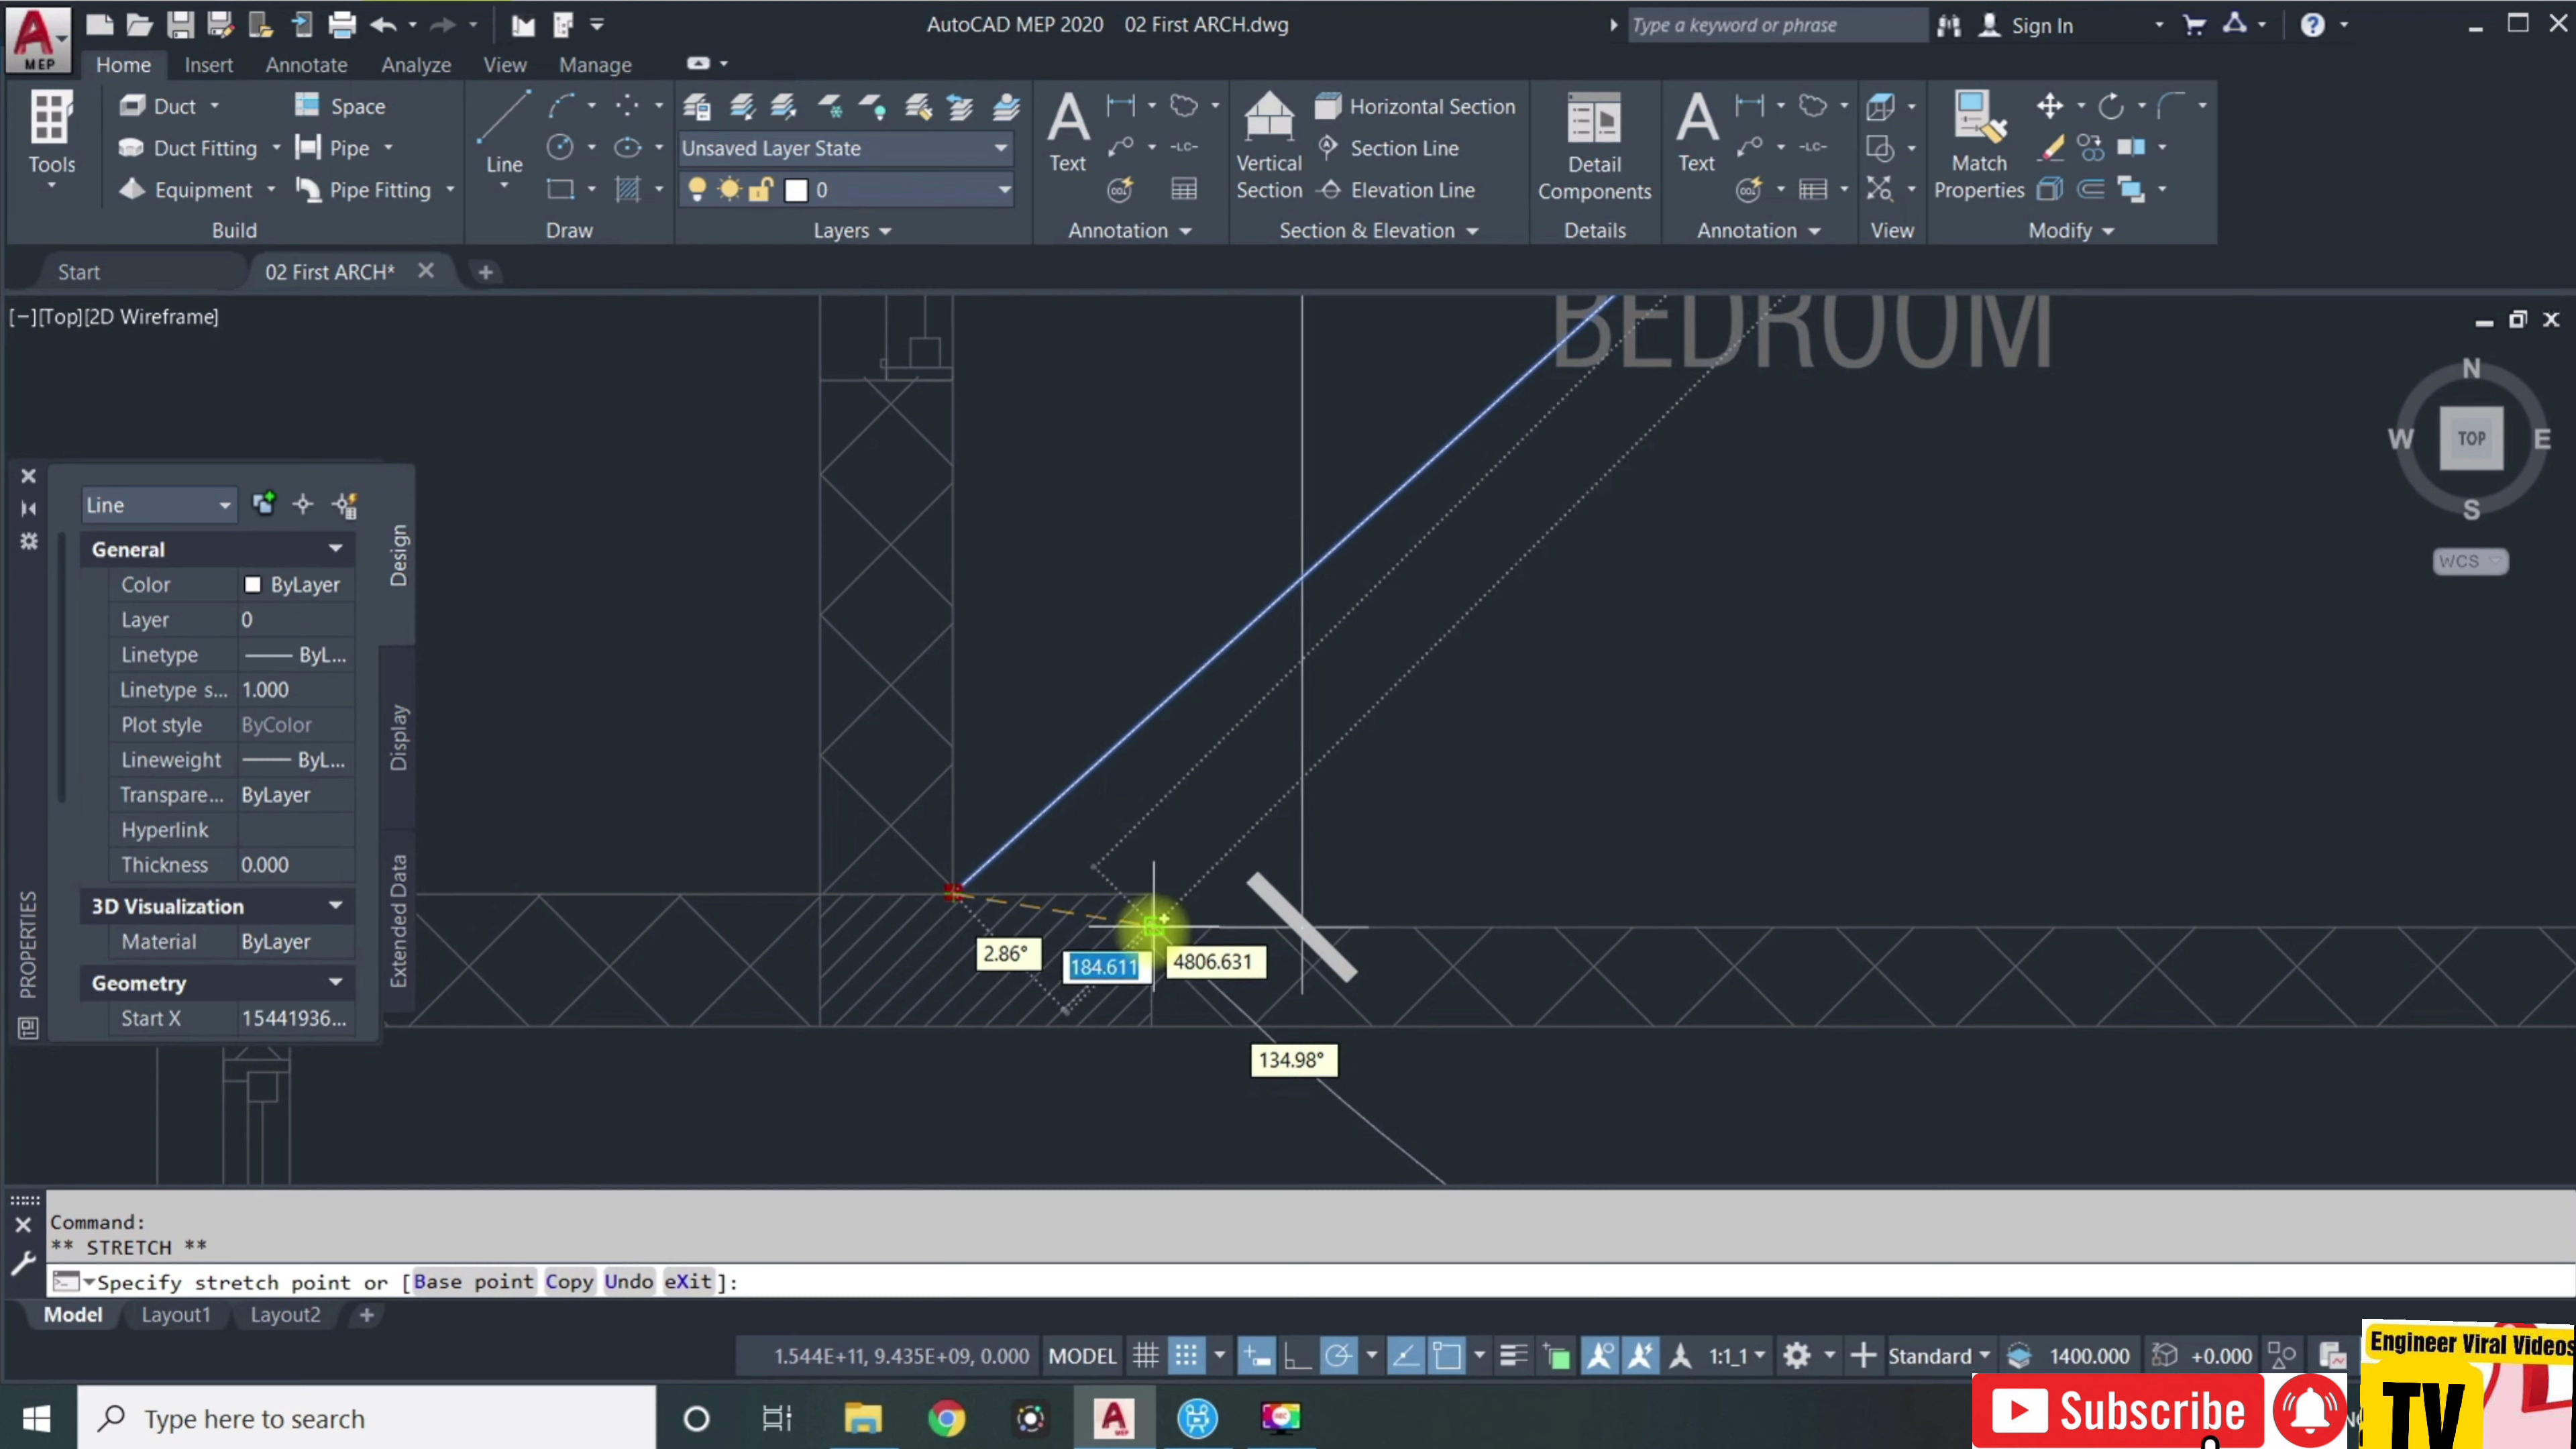 AutoCAD MEP 2020 02 First ARCH.dwg
Type a keyword or phrase
Sign In
MEP
Home Insert Annotate Analyze View Manage
Duct Space
Horizontal Section
Tools
Duct Fitting Pipe
Line
Unsaved Layer State
Text
Vertical Section
Section Line
Detail Components
Text
Match Properties
Equipment Pipe Fitting
0
Elevation Line
Build Draw Layers Annotation Section & Elevation Details Annotation View Modify
Start 02 First ARCH*
[−][Top][2D Wireframe]
BEDROOM
N
W TOP E
S
WCS
Line
General
Color ByLayer
Layer 0
Linetype ByL...
Linetype s... 1.000
Plot style ByColor
Lineweight ByL...
Transpare... ByLayer
Hyperlink
Thickness 0.000
3D Visualization
Material ByLayer
Geometry
Start X 15441936...
Design
Display
Extended Data
PROPERTIES
2.86°
184.611
4806.631
134.98°
Command:
** STRETCH **
Specify stretch point or [Base point Copy Undo eXit]:
Model Layout1 Layout2
1.544E+11, 9.435E+09, 0.000 MODEL
1:1_1
Standard
1400.000
+0.000
Engineer Viral Videos
TV
Subscribe
Type here to search